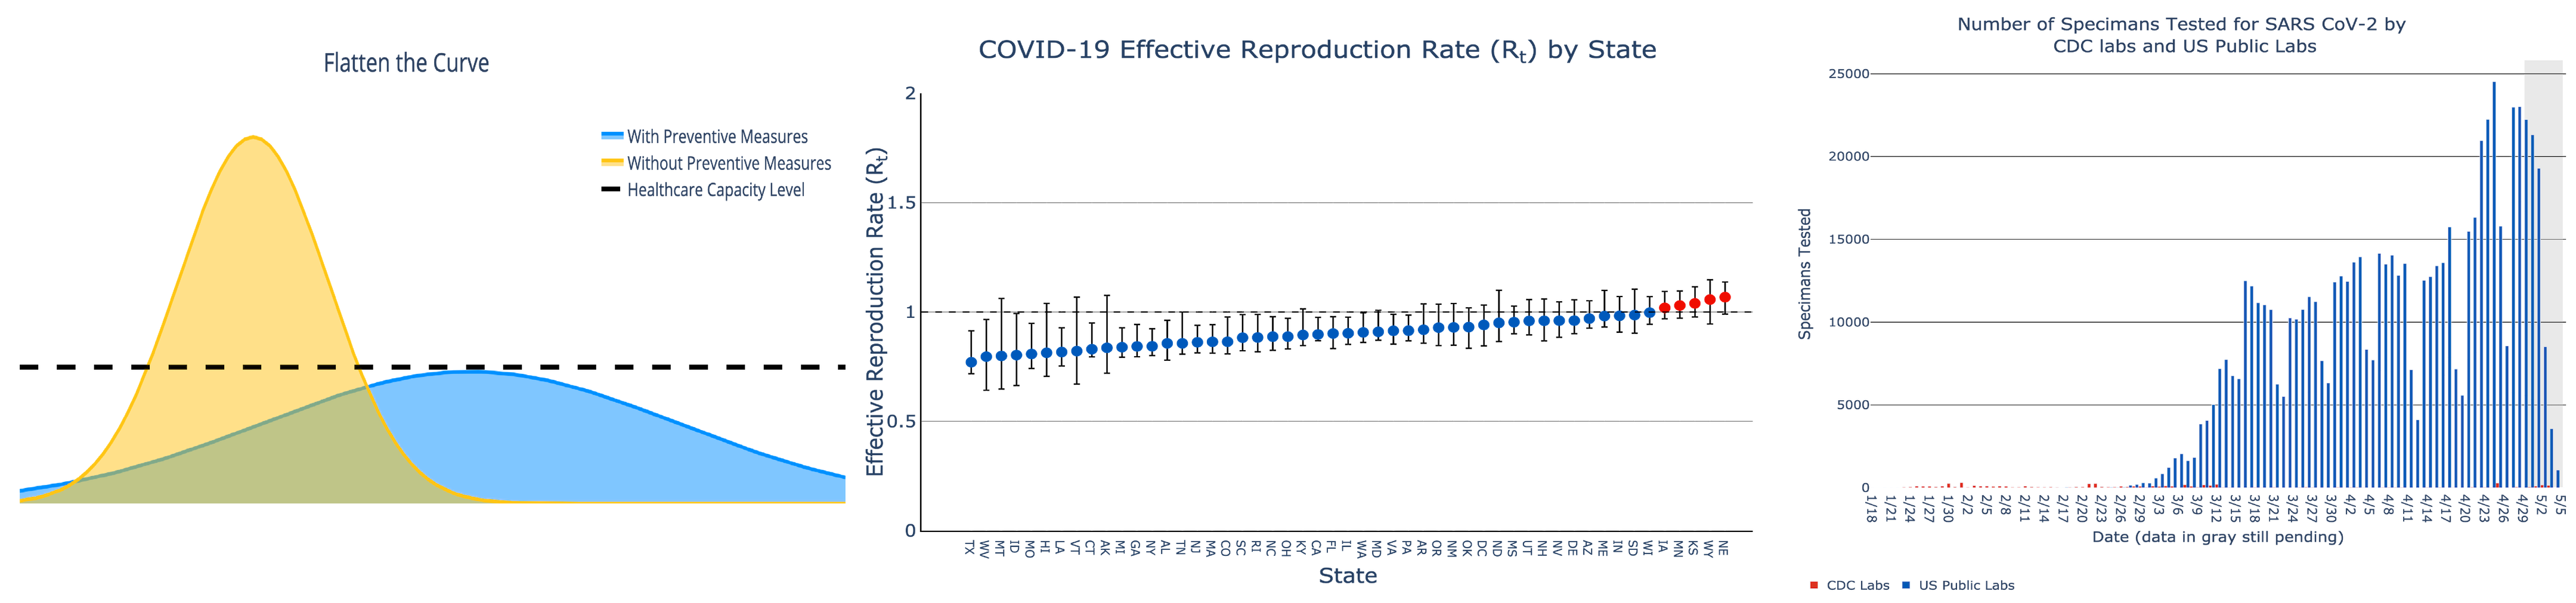 Flatten the Curve
With Preventive Measures
Without Preventive Measures
Healthcare Capacity Level
COVID-19 Effective Reproduction Rate (Rt) by State
Effective Reproduction Rate (Rt)
2
1.5
1
0.5
0
TX WV MT ID MO HI LA VT CT AK MI GA NY AL TN NJ MA CO SC RI NC OH KY CA FL IL WA MD VA PA AR OR NM OK DC ND MS UT NH NV DE AZ ME IN SD WI IA MN KS WY NE
State
Number of Specimans Tested for SARS CoV-2 by
CDC labs and US Public Labs
Specimans Tested
25000
20000
15000
10000
5000
0
1/18 1/21 1/24 1/27 1/30 2/2 2/5 2/8 2/11 2/14 2/17 2/20 2/23 2/26 2/29 3/3 3/6 3/9 3/12 3/15 3/18 3/21 3/24 3/27 3/30 4/2 4/5 4/8 4/11 4/14 4/17 4/20 4/23 4/26 4/29 5/2 5/5
Date (data in gray still pending)
CDC Labs US Public Labs